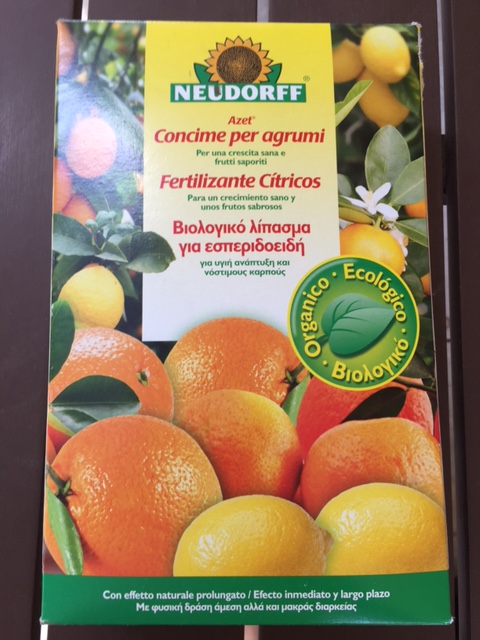 NEUDORFF®
Azet®
Concime per agrumi
Per una crescita sana e
frutti saporiti
Fertilizante Cítricos
Para un crecimiento sano y
unos frutos sabrosos
Βιολογικό λίπασμα
για εσπεριδοειδή
για υγιή ανάπτυξη και
νόστιμους καρπούς
Organico · Ecológico · Βιολογικό ·
Con effetto naturale prolungato / Efecto inmediato y largo plazo
Με φυσική δράση άμεση αλλά και μακράς διαρκείας